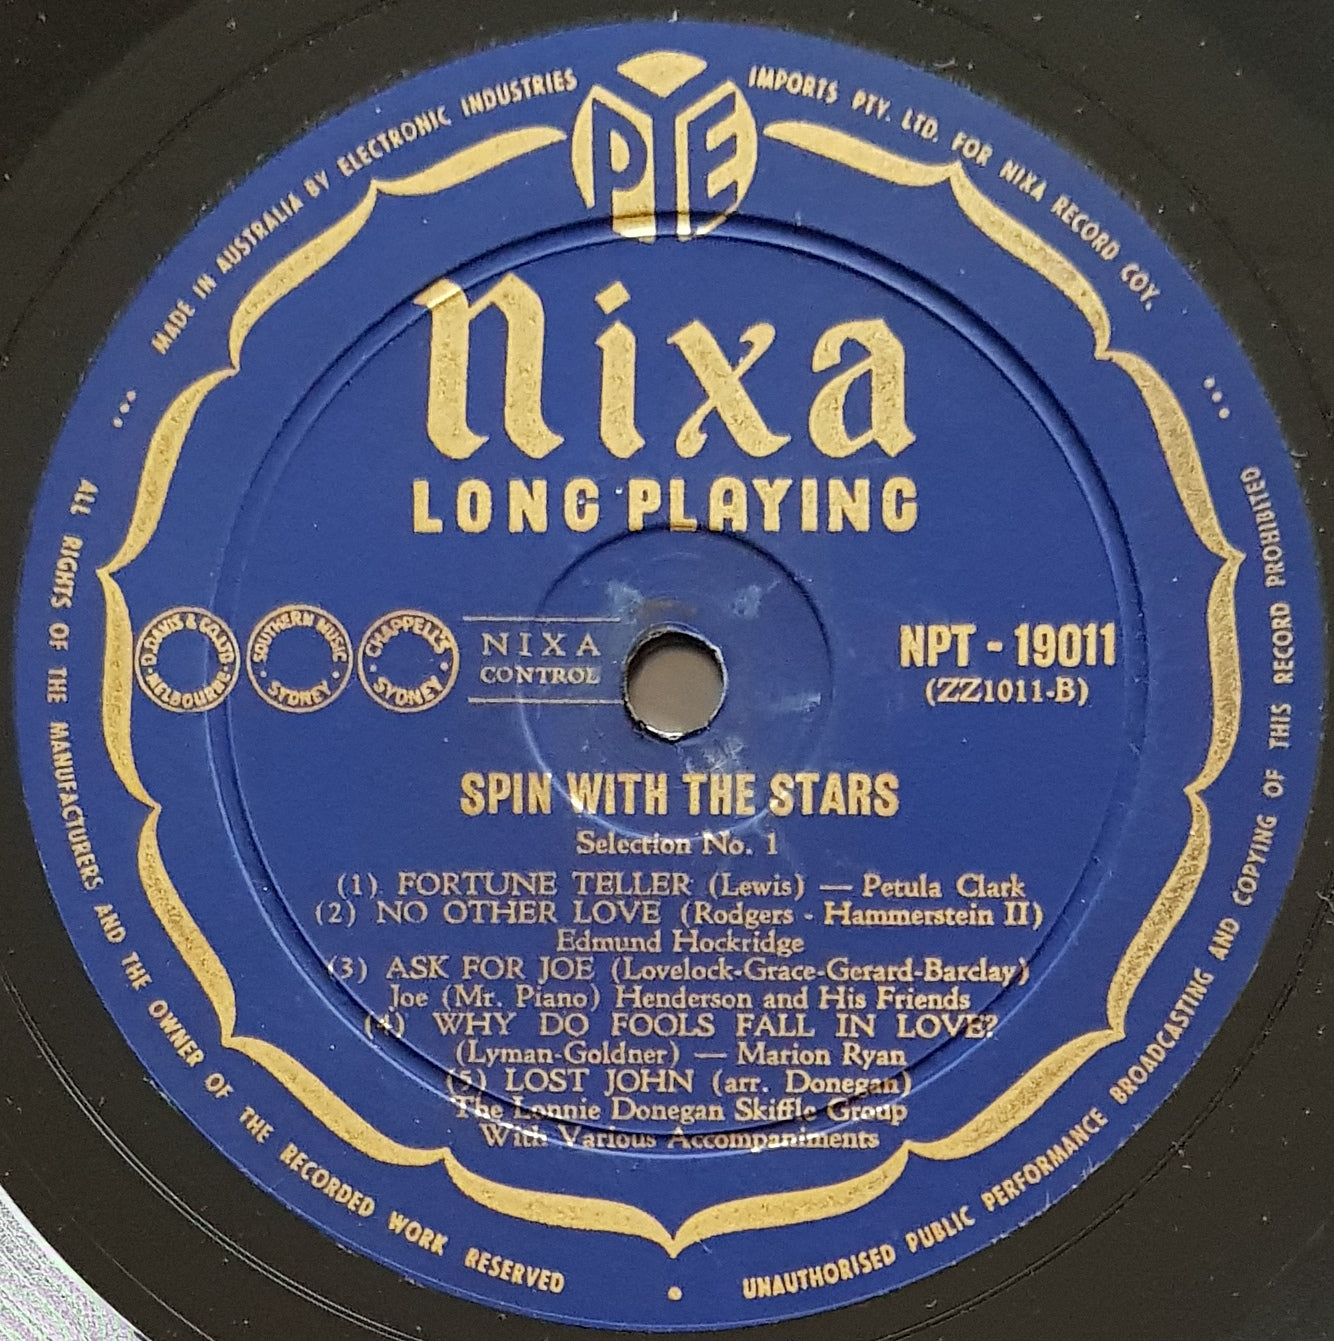 MADE IN AUSTRALIA BY ELECTRONIC INDUSTRIES IMPORTS PTY. LTD. FOR NIXA RECORD COY.
PYE
Nixa
LONG PLAYING
D. DAVIS & CO. LTD · MELBOURNE ·
SOUTHERN MUSIC · SYDNEY ·
CHAPPELL'S · SYDNEY ·
NIXA
CONTROL
NPT - 19011
(ZZ1011-B)
SPIN WITH THE STARS
Selection No. 1
(1) FORTUNE TELLER (Lewis) — Petula Clark
(2) NO OTHER LOVE (Rodgers - Hammerstein II)
Edmund Hockridge
(3) ASK FOR JOE (Lovelock-Grace-Gerard-Barclay)
Joe (Mr. Piano) Henderson and His Friends
(4) WHY DO FOOLS FALL IN LOVE?
(Lyman-Goldner) — Marion Ryan
(5) LOST JOHN (arr. Donegan)
The Lonnie Donegan Skiffle Group
With Various Accompaniments
ALL RIGHTS OF THE MANUFACTURERS AND THE OWNER OF THE RECORDED WORK RESERVED
UNAUTHORISED PUBLIC PERFORMANCE BROADCASTING AND COPYING OF THIS RECORD PROHIBITED